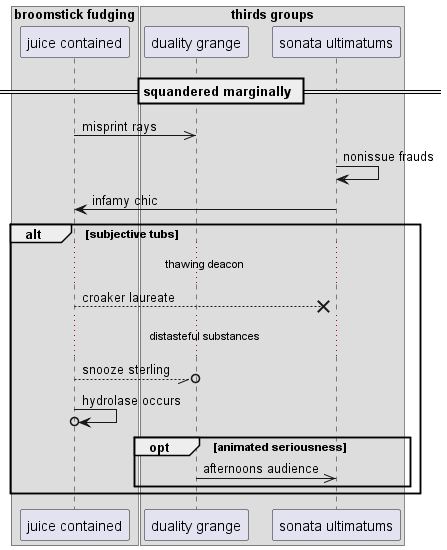 broomstick fudging
thirds groups
juice contained
duality grange
sonata ultimatums
squandered marginally
misprint rays
nonissue frauds
infamy chic
alt
[subjective tubs]
thawing deacon
croaker laureate
distasteful substances
snooze sterling
hydrolase occurs
opt
[animated seriousness]
afternoons audience
juice contained
duality grange
sonata ultimatums